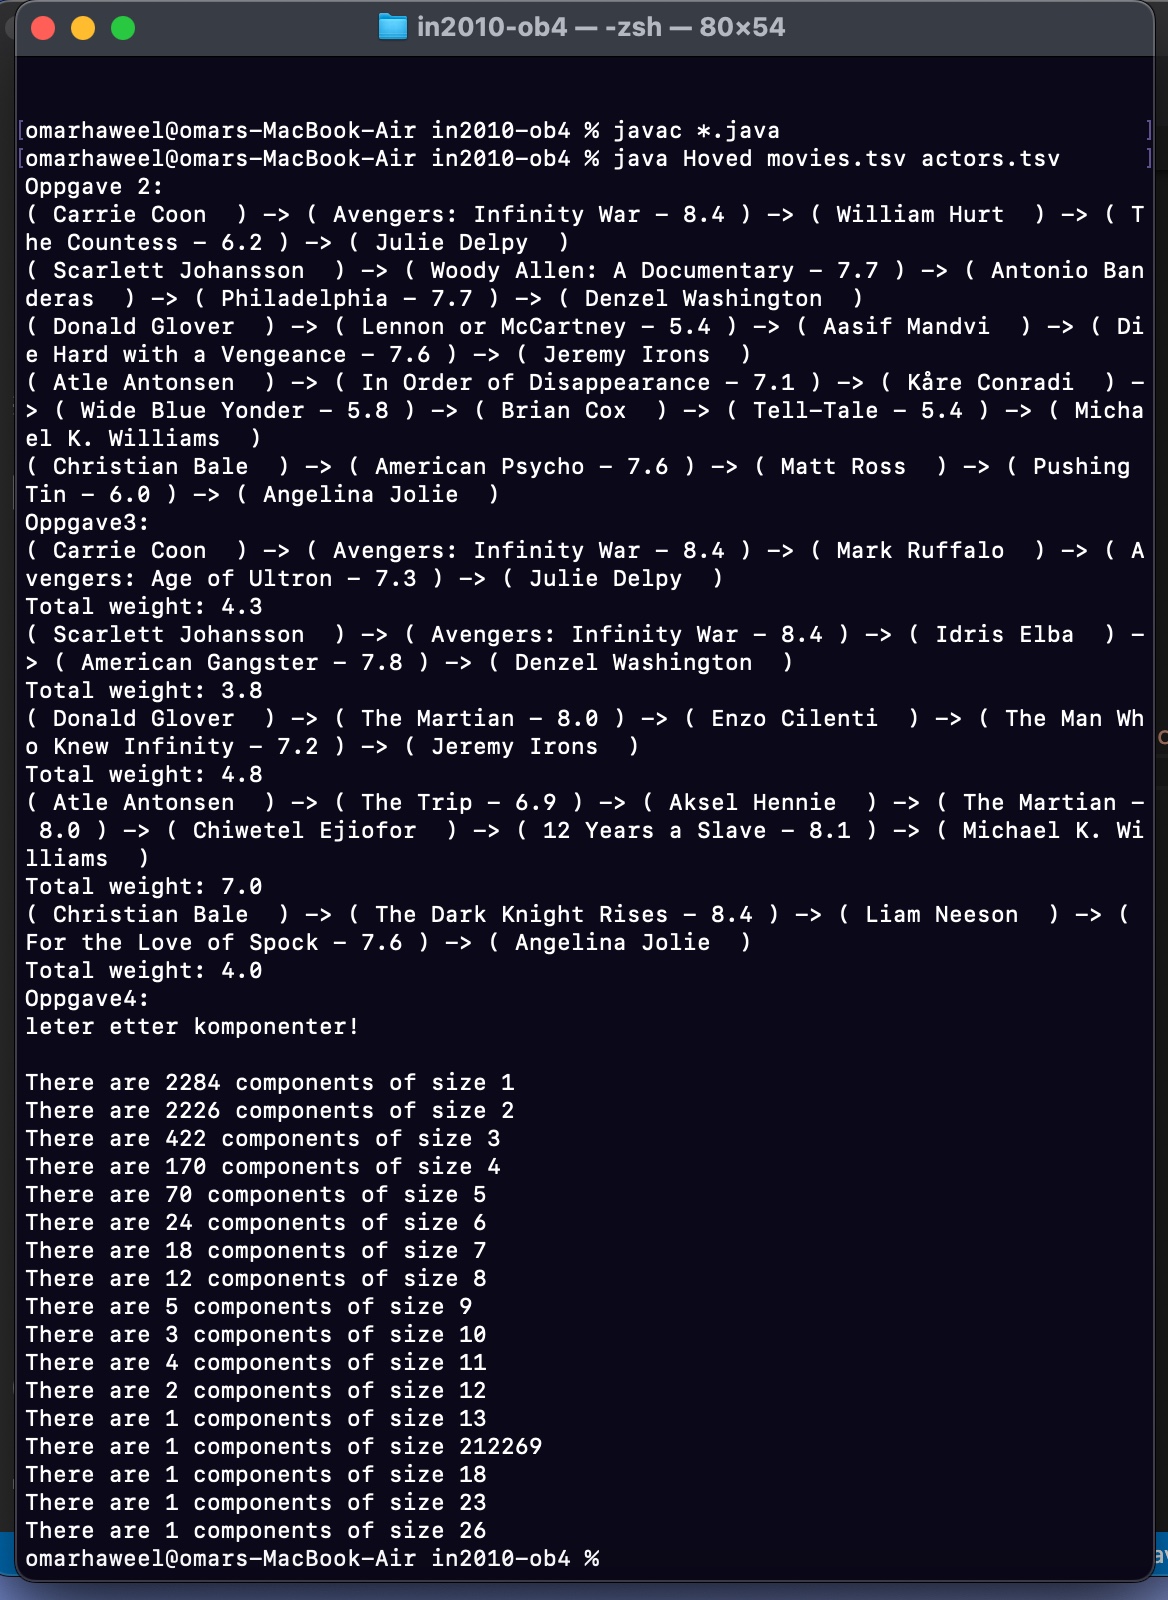 in2010-ob4 — -zsh — 80×54
[omarhaweel@omars-MacBook-Air in2010-ob4 % javac *.java ]
[omarhaweel@omars-MacBook-Air in2010-ob4 % java Hoved movies.tsv actors.tsv ]
Oppgave 2:
( Carrie Coon  ) -> ( Avengers: Infinity War - 8.4 ) -> ( William Hurt  ) -> ( T
he Countess - 6.2 ) -> ( Julie Delpy  )
( Scarlett Johansson  ) -> ( Woody Allen: A Documentary - 7.7 ) -> ( Antonio Ban
deras  ) -> ( Philadelphia - 7.7 ) -> ( Denzel Washington  )
( Donald Glover  ) -> ( Lennon or McCartney - 5.4 ) -> ( Aasif Mandvi  ) -> ( Di
e Hard with a Vengeance - 7.6 ) -> ( Jeremy Irons  )
( Atle Antonsen  ) -> ( In Order of Disappearance - 7.1 ) -> ( Kåre Conradi  ) -
> ( Wide Blue Yonder - 5.8 ) -> ( Brian Cox  ) -> ( Tell-Tale - 5.4 ) -> ( Micha
el K. Williams  )
( Christian Bale  ) -> ( American Psycho - 7.6 ) -> ( Matt Ross  ) -> ( Pushing
Tin - 6.0 ) -> ( Angelina Jolie  )
Oppgave3:
( Carrie Coon  ) -> ( Avengers: Infinity War - 8.4 ) -> ( Mark Ruffalo  ) -> ( A
vengers: Age of Ultron - 7.3 ) -> ( Julie Delpy  )
Total weight: 4.3
( Scarlett Johansson  ) -> ( Avengers: Infinity War - 8.4 ) -> ( Idris Elba  ) -
> ( American Gangster - 7.8 ) -> ( Denzel Washington  )
Total weight: 3.8
( Donald Glover  ) -> ( The Martian - 8.0 ) -> ( Enzo Cilenti  ) -> ( The Man Wh
o Knew Infinity - 7.2 ) -> ( Jeremy Irons  )
Total weight: 4.8
( Atle Antonsen  ) -> ( The Trip - 6.9 ) -> ( Aksel Hennie  ) -> ( The Martian -
 8.0 ) -> ( Chiwetel Ejiofor  ) -> ( 12 Years a Slave - 8.1 ) -> ( Michael K. Wi
lliams  )
Total weight: 7.0
( Christian Bale  ) -> ( The Dark Knight Rises - 8.4 ) -> ( Liam Neeson  ) -> (
For the Love of Spock - 7.6 ) -> ( Angelina Jolie  )
Total weight: 4.0
Oppgave4:
leter etter komponenter!
There are 2284 components of size 1
There are 2226 components of size 2
There are 422 components of size 3
There are 170 components of size 4
There are 70 components of size 5
There are 24 components of size 6
There are 18 components of size 7
There are 12 components of size 8
There are 5 components of size 9
There are 3 components of size 10
There are 4 components of size 11
There are 2 components of size 12
There are 1 components of size 13
There are 1 components of size 212269
There are 1 components of size 18
There are 1 components of size 23
There are 1 components of size 26
omarhaweel@omars-MacBook-Air in2010-ob4 %